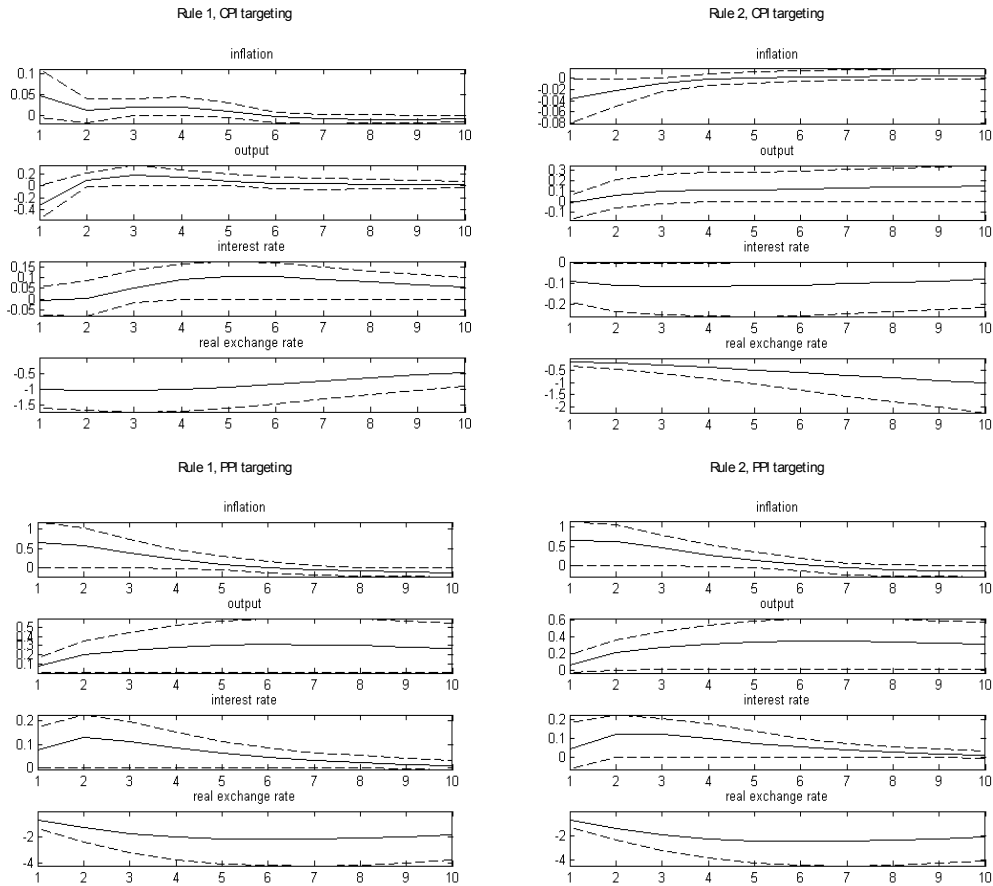 Rule 1, CPI targeting
inflation
0.1
0.05
0
1 2 3 4 5 6 7 8 9 10
output
0.2
0
-0.2
-0.4
1 2 3 4 5 6 7 8 9 10
interest rate
0.15
0.1
0.05
0
-0.05
1 2 3 4 5 6 7 8 9 10
real exchange rate
-0.5
-1
-1.5
1 2 3 4 5 6 7 8 9 10
Rule 2, CPI targeting
inflation
0
-0.02
-0.04
-0.06
-0.08
1 2 3 4 5 6 7 8 9 10
output
0.3
0.2
0.1
0
-0.1
1 2 3 4 5 6 7 8 9 10
interest rate
0
-0.1
-0.2
1 2 3 4 5 6 7 8 9 10
real exchange rate
-0.5
-1
-1.5
-2
1 2 3 4 5 6 7 8 9 10
Rule 1, PPI targeting
inflation
1
0.5
0
1 2 3 4 5 6 7 8 9 10
output
0.5
0.4
0.3
0.2
0.1
1 2 3 4 5 6 7 8 9 10
interest rate
0.2
0.1
0
1 2 3 4 5 6 7 8 9 10
real exchange rate
-2
-4
1 2 3 4 5 6 7 8 9 10
Rule 2, PPI targeting
inflation
1
0.5
0
1 2 3 4 5 6 7 8 9 10
output
0.6
0.4
0.2
0
1 2 3 4 5 6 7 8 9 10
interest rate
0.2
0.1
0
1 2 3 4 5 6 7 8 9 10
real exchange rate
-2
-4
1 2 3 4 5 6 7 8 9 10